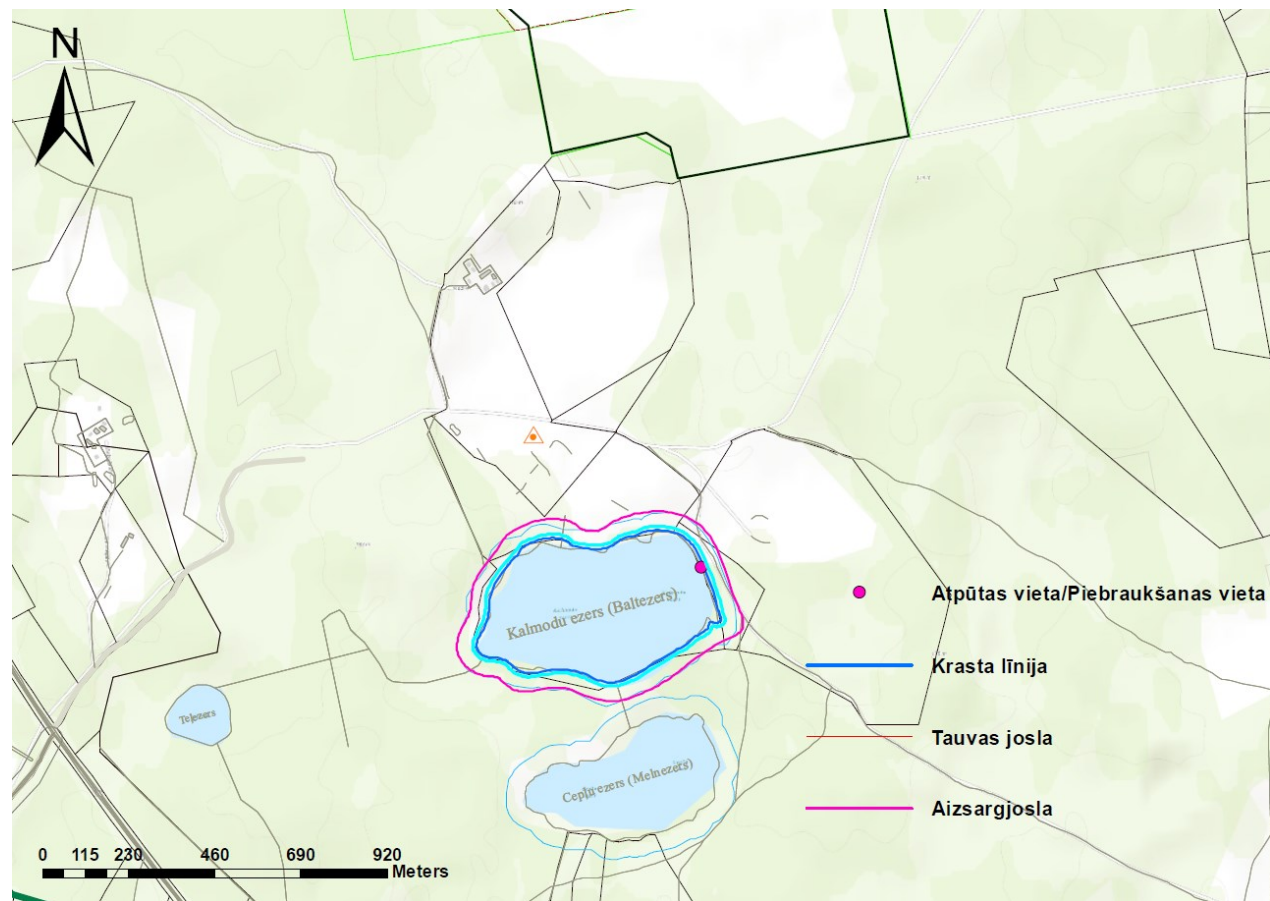 N
Kalmodu ezers (Baltezers)
Teļezers
Cepļu ezers (Melnezers)
Atpūtas vieta/Piebraukšanas vieta
Krasta līnija
Tauvas josla
Aizsargjosla
0 115 230 460 690 920
Meters